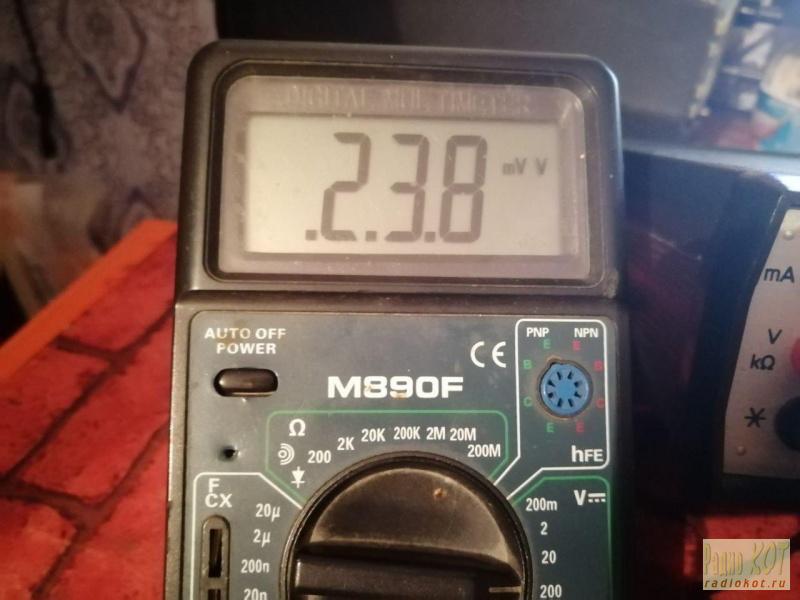 DIGITAL MULTIMETER
.2.3.8 mV V
AUTO OFF
POWER
CE
PNP NPN
E E
B B
C C
E E
hFE
M890F
Ω
200 2K 20K 200K 2M 20M 200M
F
CX
20μ
2μ
200n
20n
V
200m
2
20
200
mA
V
kΩ
Радио КОТ
radiokot.ru